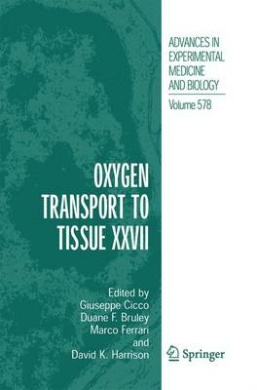 ADVANCES IN
EXPERIMENTAL
MEDICINE
AND BIOLOGY
Volume 578
OXYGEN
TRANSPORT TO
TISSUE XXVII
Edited by
Giuseppe Cicco
Duane F. Bruley
Marco Ferrari
and
David K. Harrison
Springer